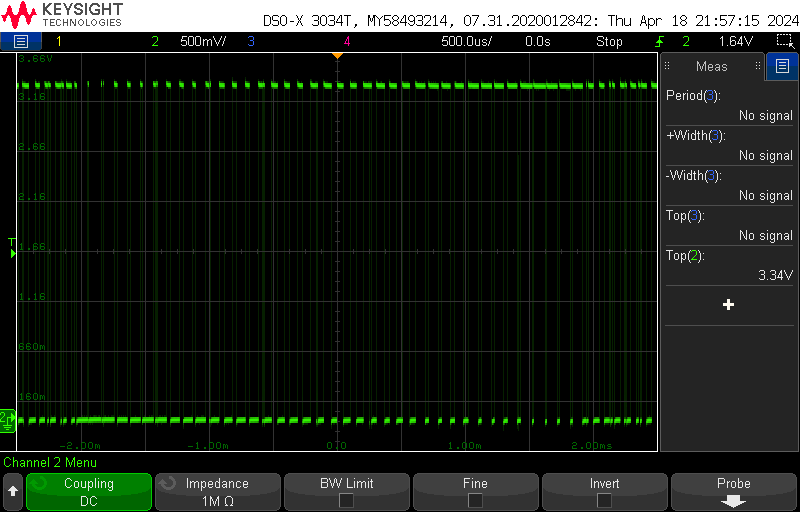 KEYSIGHT
TECHNOLOGIES
DSO-X 3034T, MY58493214, 07.31.2020012842: Thu Apr 18 21:57:15 2024
1 2 500mV/ 3 4 500.0us/ 0.0s Stop 2 1.64V
3.66V
3.16
2.66
2.16
1.66
1.16
660m
160m
T
2
-2.00m -1.00m 0.0 1.00m 2.00ms
Meas
Period(3):
No signal
+Width(3):
No signal
-Width(3):
No signal
Top(3):
No signal
Top(2):
3.34V
Channel 2 Menu
Coupling
DC
Impedance
1M Ω
BW Limit
Fine
Invert
Probe